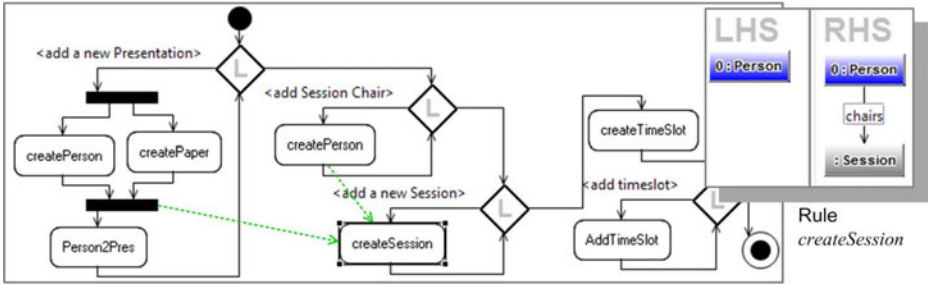 <add a new Presentation>
L
createPerson
createPaper
Person2Pres
<add Session Chair>
L
createPerson
<add a new Session>
L
createSession
createTimeSlot
<add timeslot>
L
AddTimeSlot
LHS
RHS
0 : Person
0 : Person
chairs
: Session
Rule
createSession